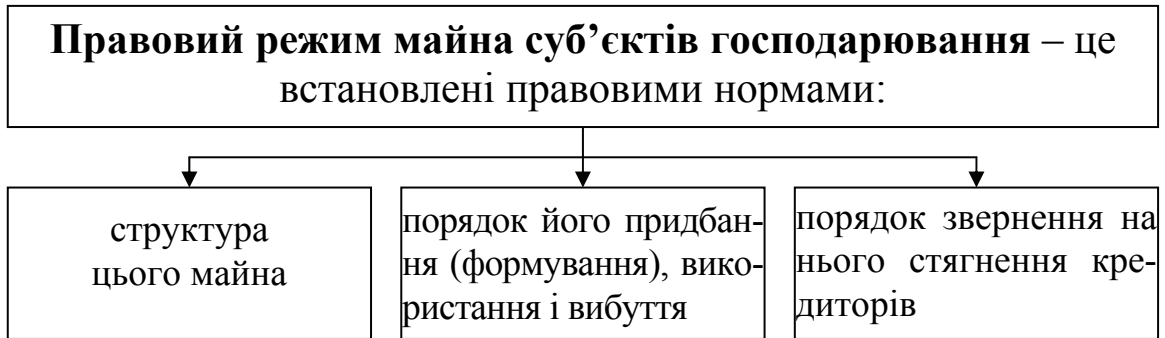 Правовий режим майна суб’єктів господарювання – це
встановлені правовими нормами:
структура
цього майна
порядок його придбан-
ня (формування), вико-
ристання і вибуття
порядок звернення на
нього стягнення кре-
диторів